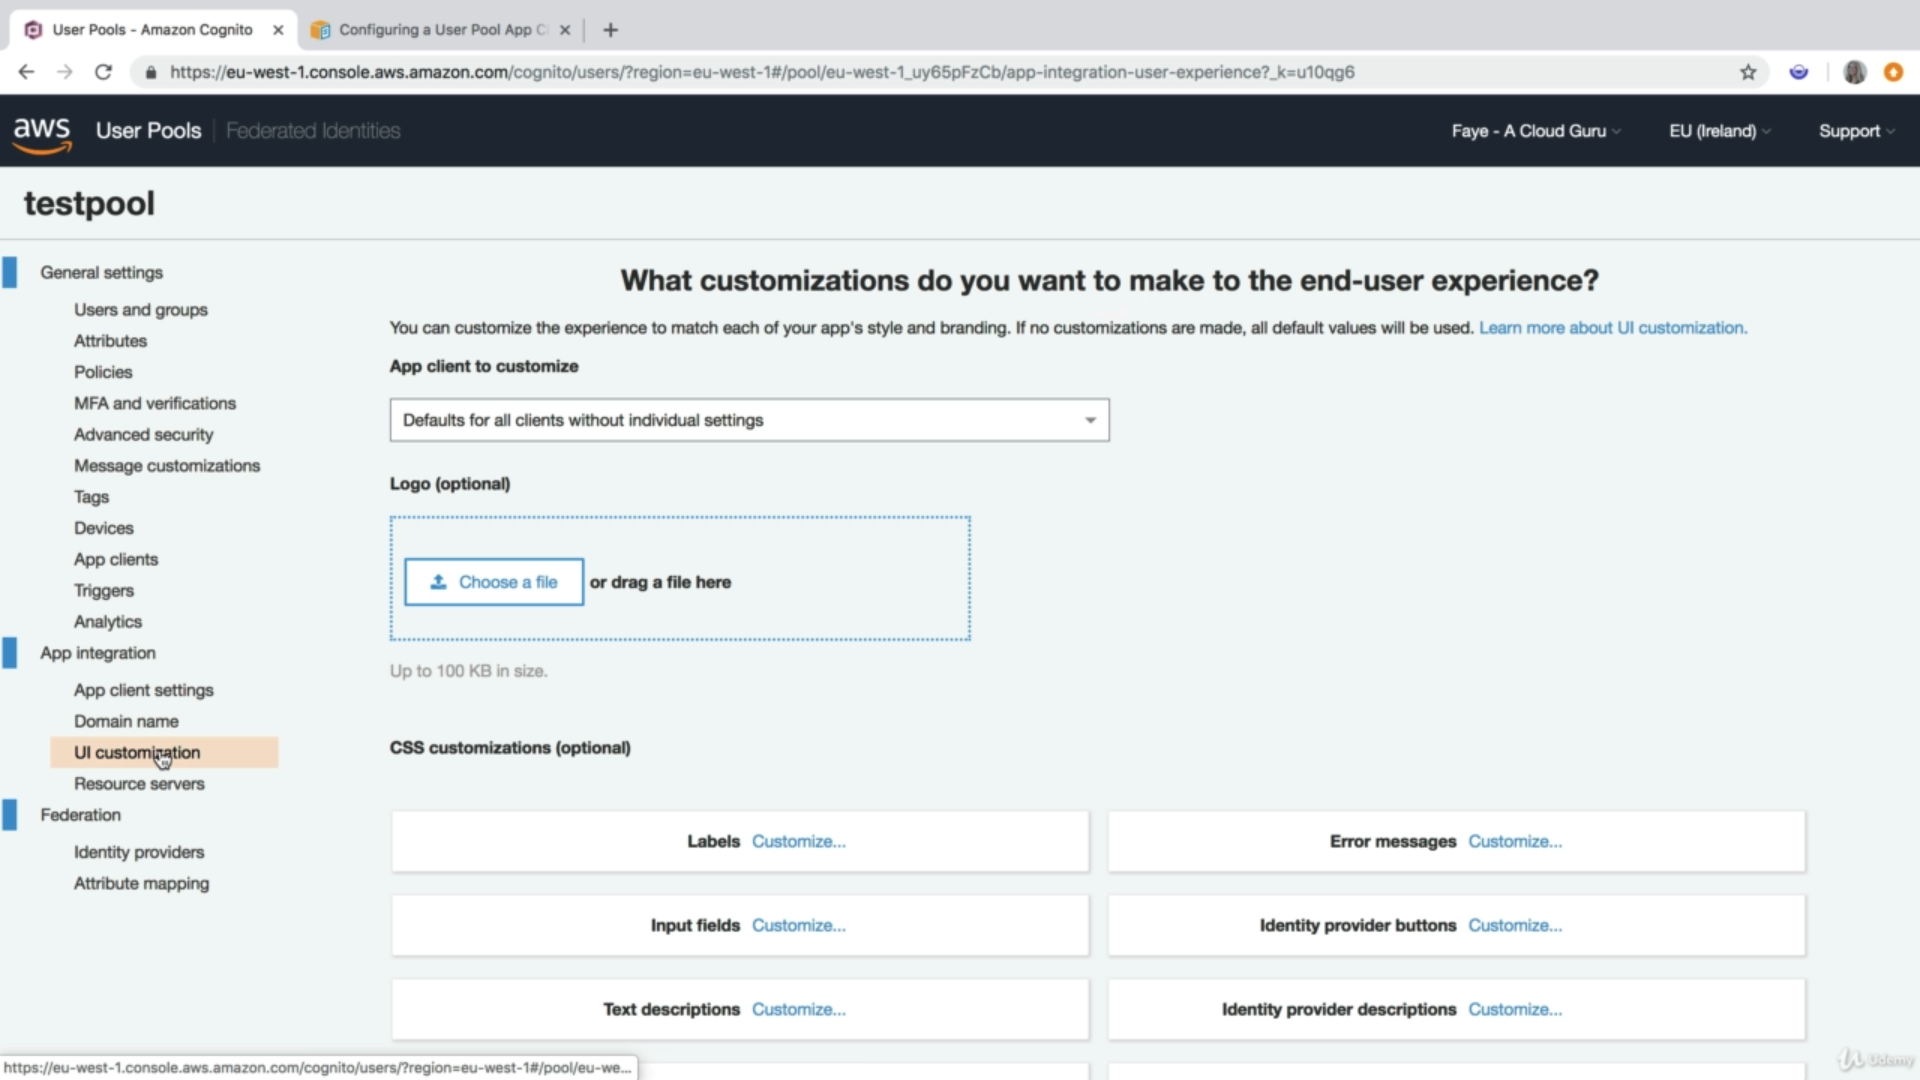 User Pools - Amazon Cognito
Configuring a User Pool App C
https://eu-west-1.console.aws.amazon.com/cognito/users/?region=eu-west-1#/pool/eu-west-1_uy65pFzCb/app-integration-user-experience?_k=u10qg6
aws User Pools Federated Identities Faye - A Cloud Guru EU (Ireland) Support
testpool
General settings
Users and groups
Attributes
Policies
MFA and verifications
Advanced security
Message customizations
Tags
Devices
App clients
Triggers
Analytics
App integration
App client settings
Domain name
UI customization
Resource servers
Federation
Identity providers
Attribute mapping
What customizations do you want to make to the end-user experience?
You can customize the experience to match each of your app's style and branding. If no customizations are made, all default values will be used. Learn more about UI customization.
App client to customize
Defaults for all clients without individual settings
Logo (optional)
Choose a file or drag a file here
Up to 100 KB in size.
CSS customizations (optional)
Labels Customize...
Error messages Customize...
Input fields Customize...
Identity provider buttons Customize...
Text descriptions Customize...
Identity provider descriptions Customize...
https://eu-west-1.console.aws.amazon.com/cognito/users/?region=eu-west-1#/pool/eu-we...
Udemy